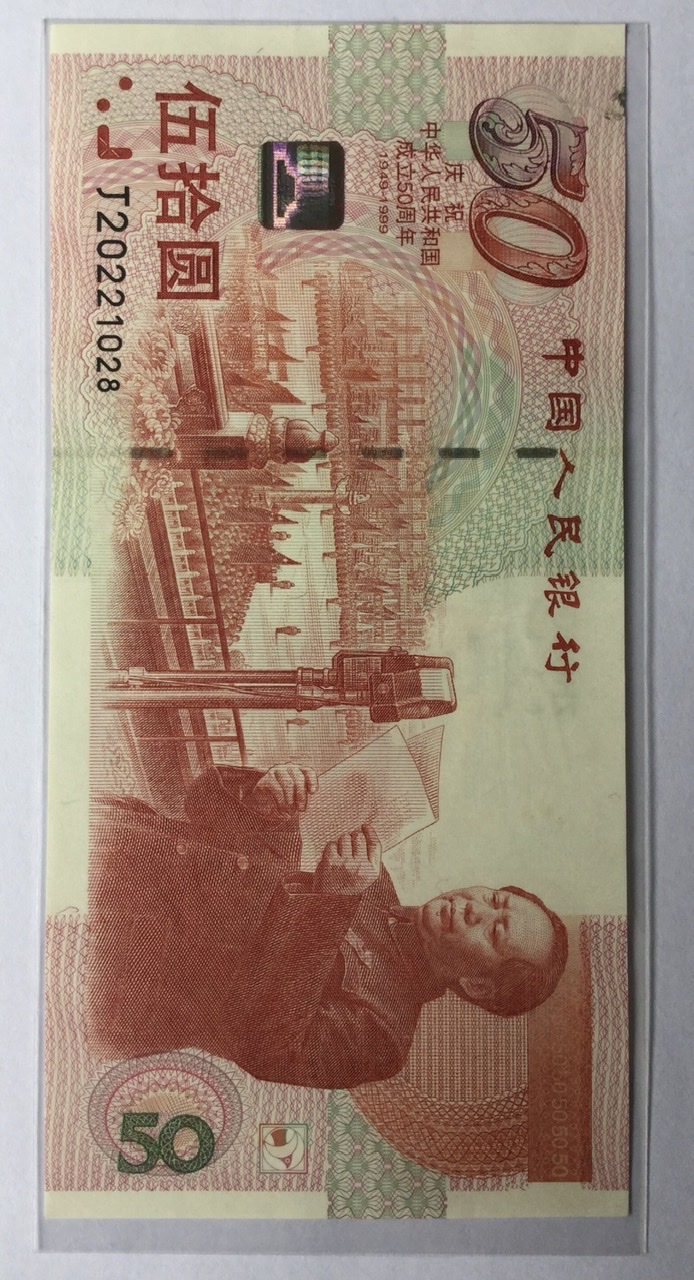 50
庆祝
中华人民共和国
成立50周年
1949-1999
中国人民银行
伍拾圆
J20221028
50